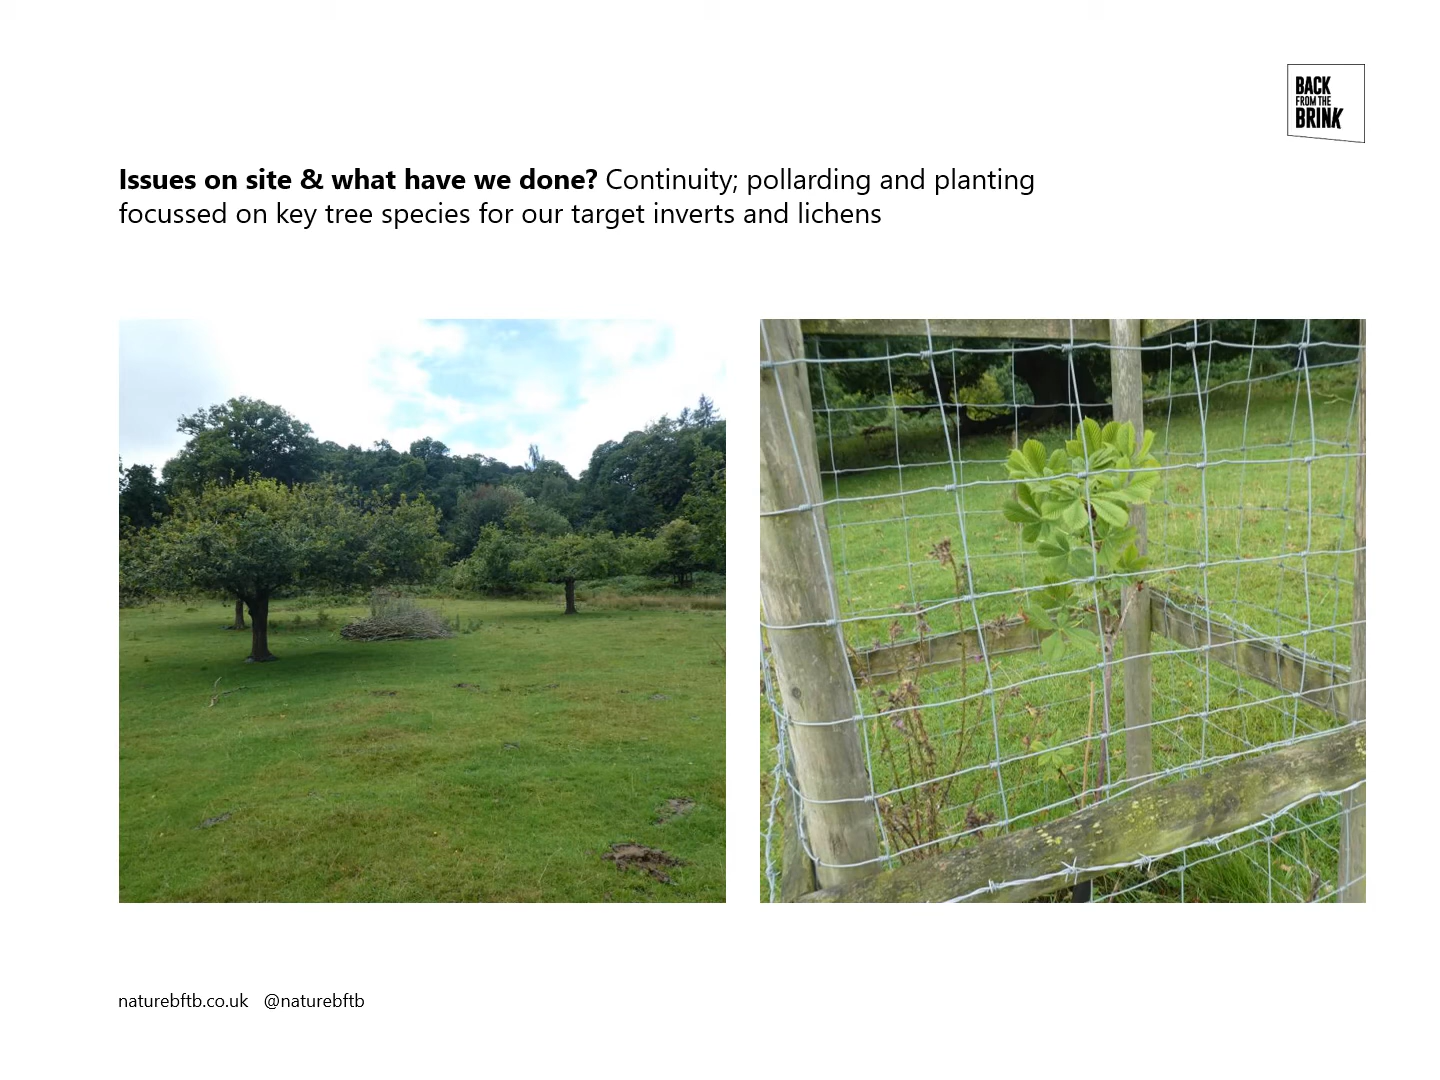 BACK
FROM THE
BRINK
Issues on site & what have we done? Continuity; pollarding and planting
focussed on key tree species for our target inverts and lichens
naturebftb.co.uk @naturebftb